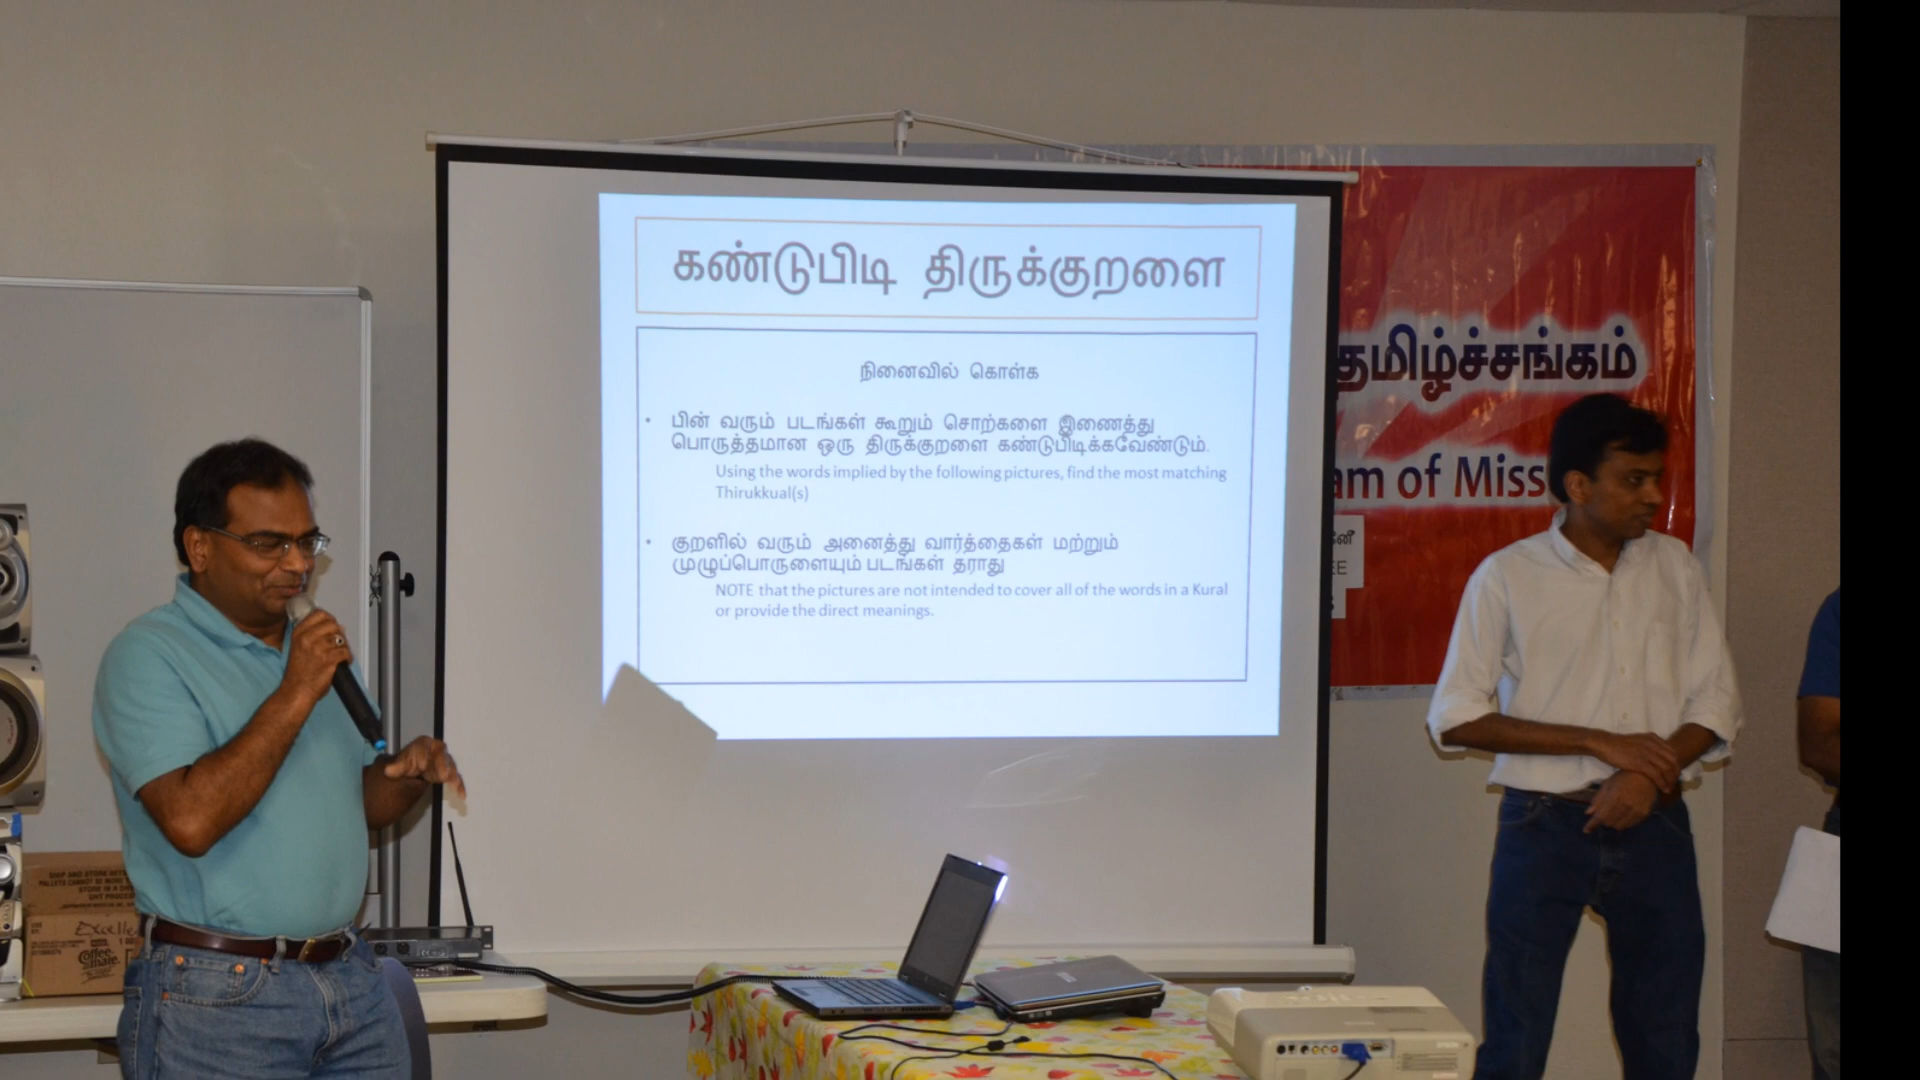 கண்டுபிடி திருக்குறளை
நினைவில் கொள்க
• பின் வரும் படங்கள் கூறும் சொற்களை இணைத்து
பொருத்தமான ஒரு திருக்குறளை கண்டுபிடிக்கவேண்டும்.
Using the words implied by the following pictures, find the most matching
Thirukkual(s)
• குறளில் வரும் அனைத்து வார்த்தைகள் மற்றும்
முழுப்பொருளையும் படங்கள் தராது
NOTE that the pictures are not intended to cover all of the words in a Kural
or provide the direct meanings.
தமிழ்ச்சங்கம்
am of Miss
EE
Coffee-mate